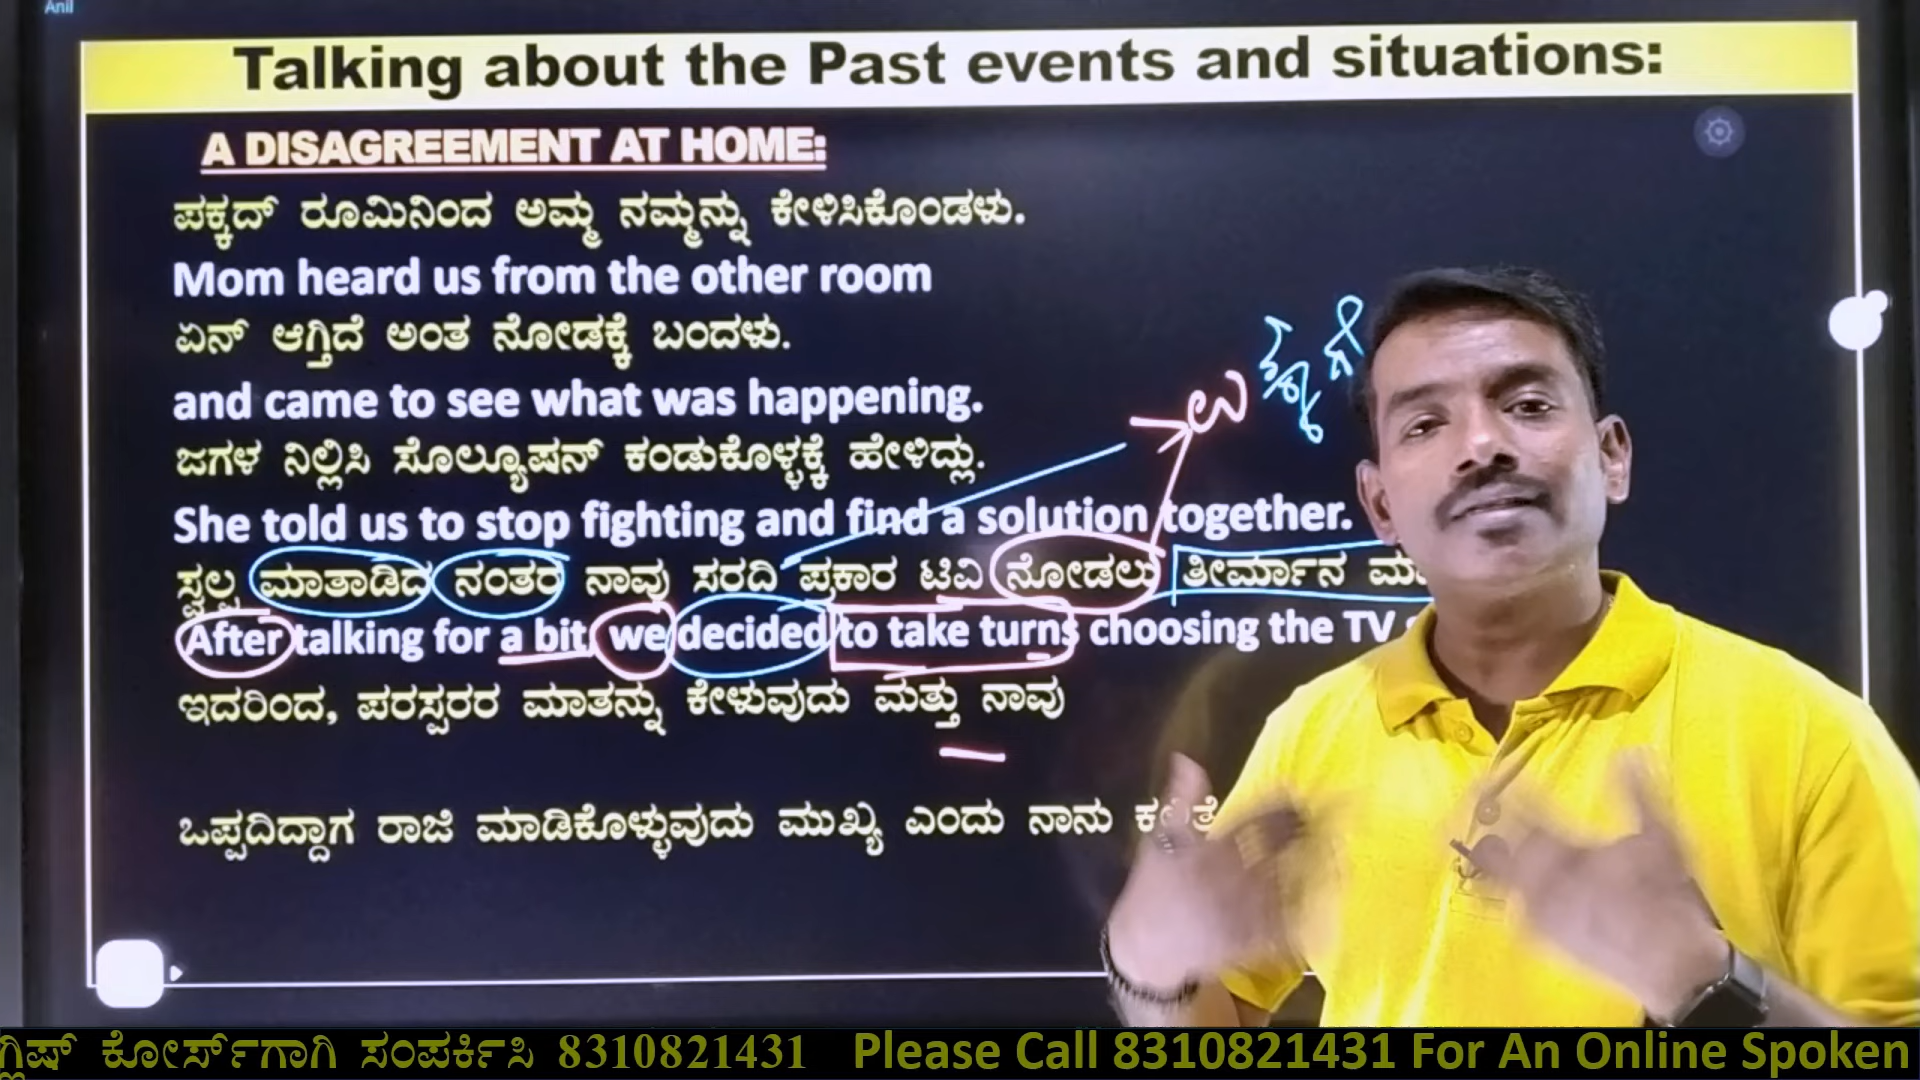 Anil
Talking about the Past events and situations:
A DISAGREEMENT AT HOME:
ಪಕ್ಕದ್ ರೂಮಿನಿಂದ ಅಮ್ಮ ನಮ್ಮನ್ನು ಕೇಳಿಸಿಕೊಂಡಳು.
Mom heard us from the other room
ಏನ್ ಆಗ್ತಿದೆ ಅಂತ ನೋಡಕ್ಕೆ ಬಂದಳು.
and came to see what was happening.
ಲು
ಜಗಳ ನಿಲ್ಲಿಸಿ ಸೊಲ್ಯೂಷನ್ ಕಂಡುಕೊಳ್ಳಕ್ಕೆ ಹೇಳಿದ್ಲು.
She told us to stop fighting and find a solution together.
ಸ್ವಲ್ಪ ಮಾತಾಡಿದ ನಂತರ ನಾವು ಸರದಿ ಪ್ರಕಾರ ಟಿವಿ ನೋಡಲು ತೀರ್ಮಾನ
After talking for a bit, we decided to take turns choosing the TV
ಇದರಿಂದ, ಪರಸ್ಪರರ ಮಾತನ್ನು ಕೇಳುವುದು ಮತ್ತು ನಾವು
ಒಪ್ಪದಿದ್ದಾಗ ರಾಜಿ ಮಾಡಿಕೊಳ್ಳುವುದು ಮುಖ್ಯ ಎಂದು ನಾನು
ಗ್ಲಿಷ್ ಕೋರ್ಸ್‌ಗಾಗಿ ಸಂಪರ್ಕಿಸಿ 8310821431 Please Call 8310821431 For An Online Spoken